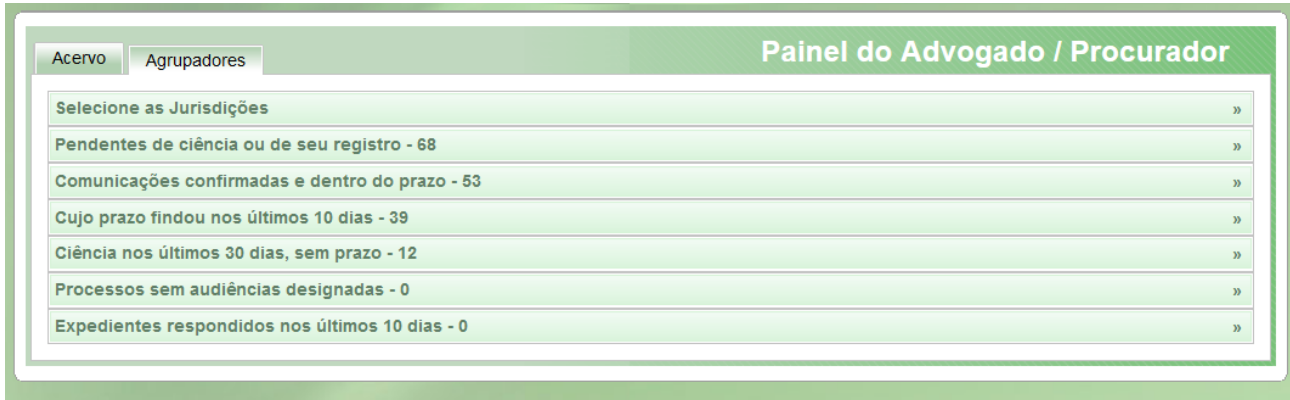 Acervo
Agrupadores
Painel do Advogado / Procurador
Selecione as Jurisdições »
Pendentes de ciência ou de seu registro - 68 »
Comunicações confirmadas e dentro do prazo - 53 »
Cujo prazo findou nos últimos 10 dias - 39 »
Ciência nos últimos 30 dias, sem prazo - 12 »
Processos sem audiências designadas - 0 »
Expedientes respondidos nos últimos 10 dias - 0 »